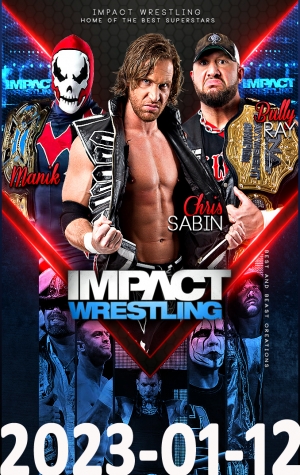 IMPACT WRESTLING
HOME OF THE BEST SUPERSTARS
IMPACT
IMPACT
Manik
Bully
RAY
Chris
SABIN
IMPACT
WRESTLING
BEST AND BEAST CREATIONS
2023-01-12